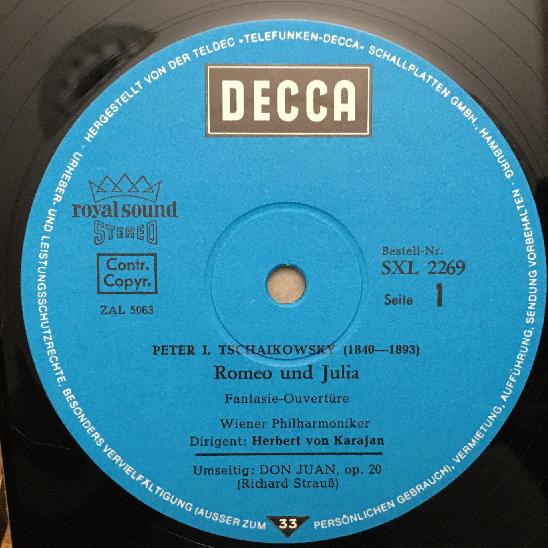 · HERGESTELLT VON DER TELDEC »TELEFUNKEN-DECCA« SCHALLPLATTEN GMBH, HAMBURG ·
DECCA
royal sound
STEREO
Contr.
Copyr.
ZAL 5063
Bestell-Nr.
SXL 2269
Seite 1
PETER I. TSCHAIKOWSKY (1840—1893)
Romeo und Julia
Fantasie-Ouvertüre
Wiener Philharmoniker
Dirigent: Herbert von Karajan
Umseitig: DON JUAN, op. 20
(Richard Strauß)
33
URHEBER- UND LEISTUNGSSCHUTZRECHTE, BESONDERS VERVIELFÄLTIGUNG (AUSSER ZUM PERSÖNLICHEN GEBRAUCH), VERMIETUNG, AUFFÜHRUNG, SENDUNG VORBEHALTEN